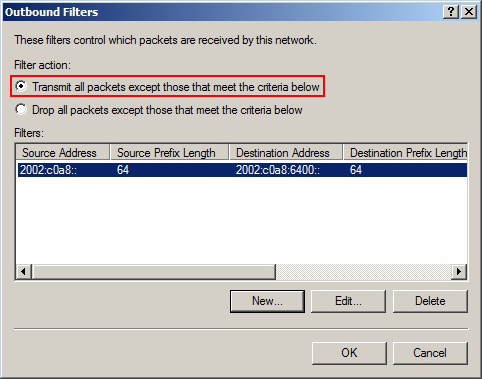 Outbound Filters
These filters control which packets are received by this network.
Filter action:
Transmit all packets except those that meet the criteria below
Drop all packets except those that meet the criteria below
Filters:
Source Address Source Prefix Length Destination Address Destination Prefix Length
2002:c0a8:: 64 2002:c0a8:6400:: 64
New... Edit... Delete
OK Cancel